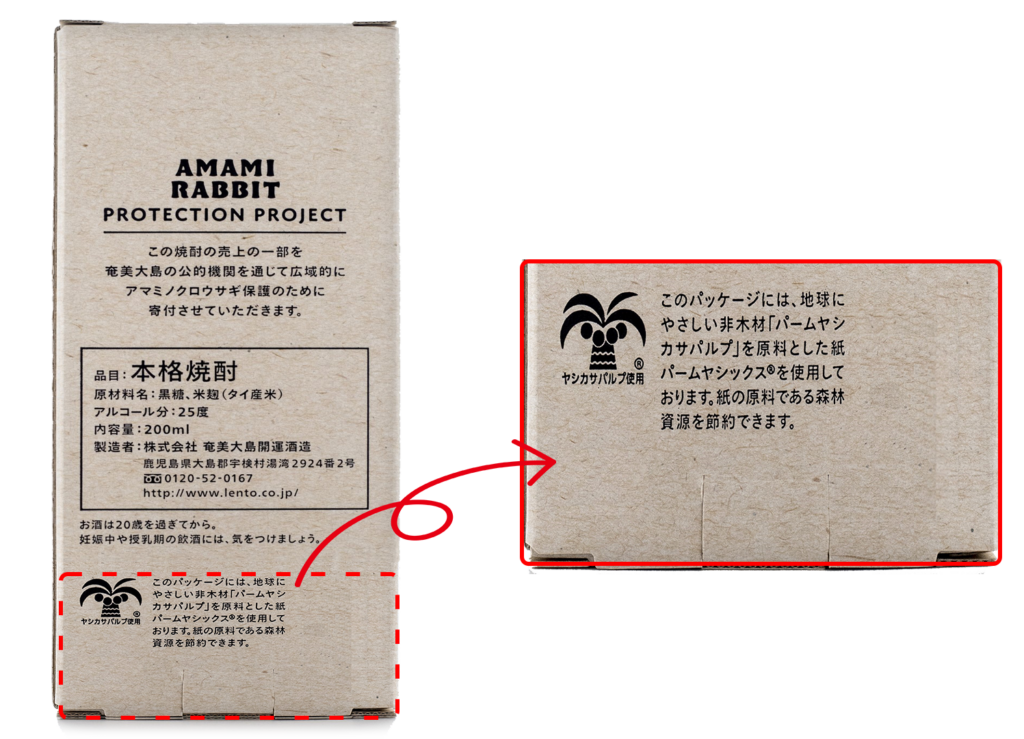 AMAMI
RABBIT
PROTECTION PROJECT
この焼酎の売上の一部を
奄美大島の公的機関を通じて広域的に
アマミノクロウサギ保護のために
寄付させていただきます。
品目：本格焼酎
原材料名：黒糖、米麹（タイ産米）
アルコール分：25度
内容量：200ml
製造者：株式会社 奄美大島開運酒造
鹿児島県大島郡宇検村湯湾2924番2号
0120-52-0167
http://www.lento.co.jp/
お酒は20歳を過ぎてから。
妊娠中や授乳期の飲酒には、気をつけましょう。
ヤシカサパルプ使用
®
このパッケージには、地球に
やさしい非木材「パームヤシ
カサパルプ」を原料とした紙
パームヤシックス®を使用して
おります。紙の原料である森林
資源を節約できます。
®
ヤシカサパルプ使用
このパッケージには、地球に
やさしい非木材「パームヤシ
カサパルプ」を原料とした紙
パームヤシックス®を使用して
おります。紙の原料である森林
資源を節約できます。